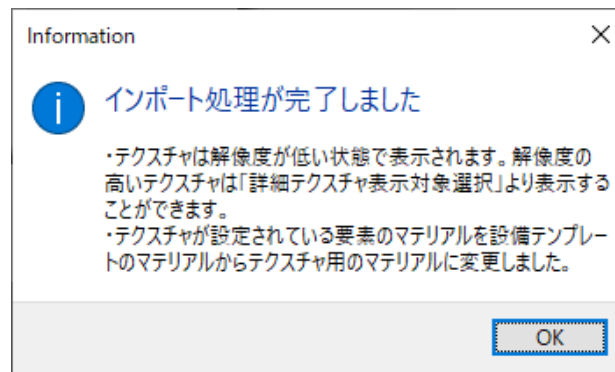 Information
インポート処理が完了しました
・テクスチャは解像度が低い状態で表示されます。解像度の
高いテクスチャは「詳細テクスチャ表示対象選択」より表示する
ことができます。
・テクスチャが設定されている要素のマテリアルを設備テンプレー
トのマテリアルからテクスチャ用のマテリアルに変更しました。
OK